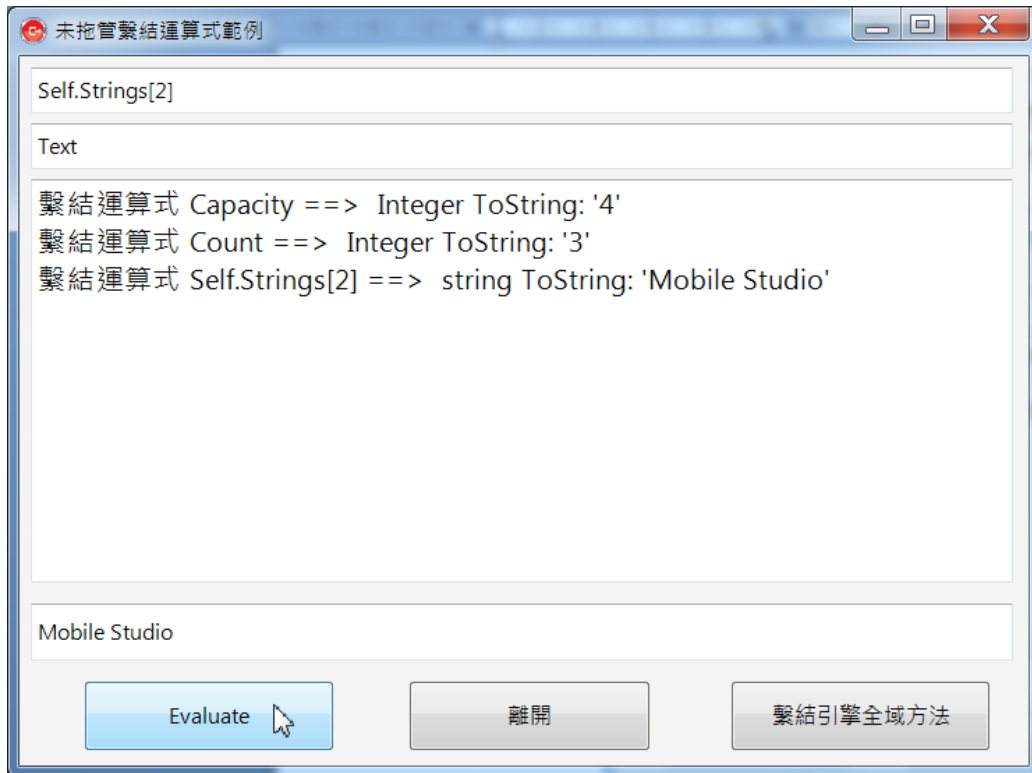 未拖管繫結運算式範例
Self.Strings[2]
Text
繫結運算式 Capacity ==>  Integer ToString: '4'
繫結運算式 Count ==>  Integer ToString: '3'
繫結運算式 Self.Strings[2] ==>  string ToString: 'Mobile Studio'
Mobile Studio
Evaluate
離開
繫結引擎全域方法